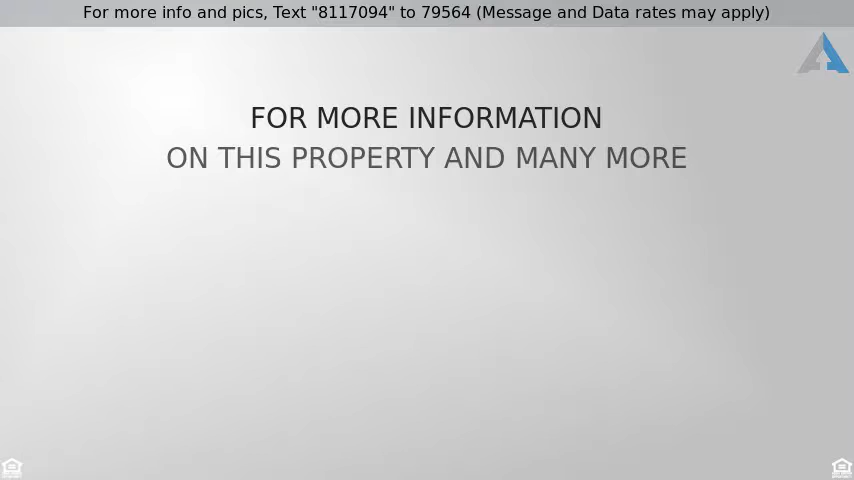 For more info and pics, Text "8117094" to 79564 (Message and Data rates may apply)
FOR MORE INFORMATION
ON THIS PROPERTY AND MANY MORE